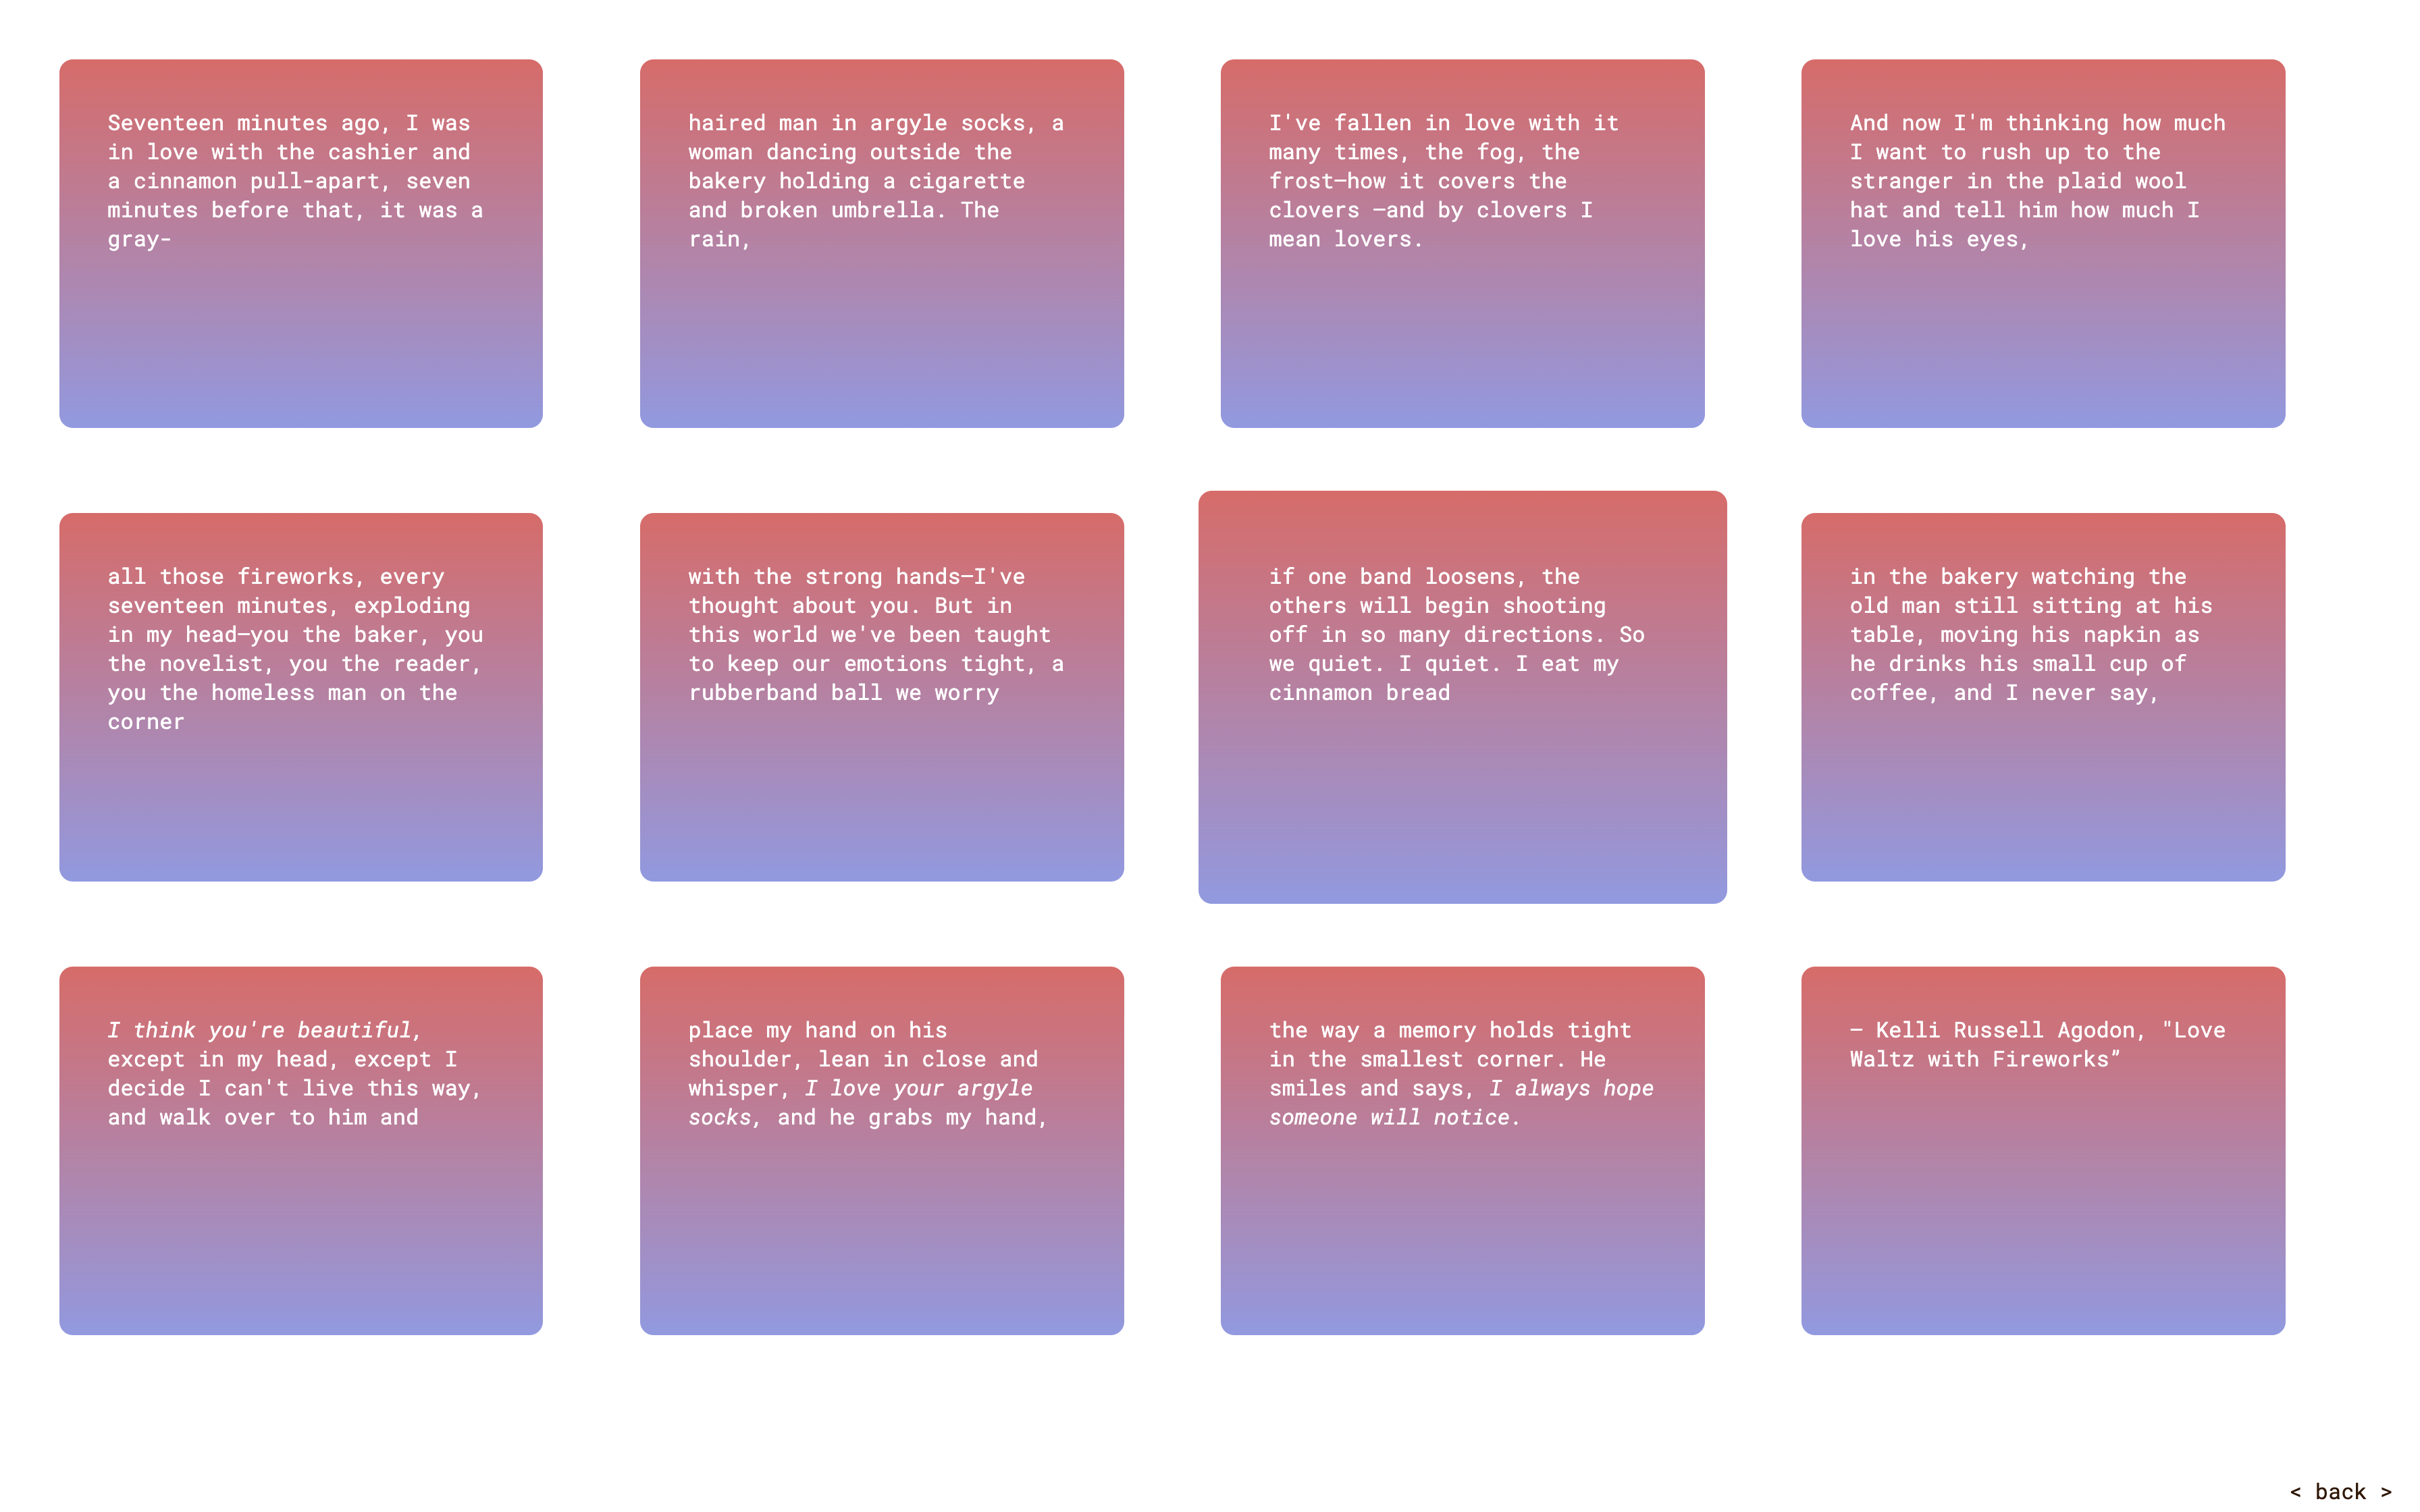 Seventeen minutes ago, I was
in love with the cashier and
a cinnamon pull-apart, seven
minutes before that, it was a
gray-
haired man in argyle socks, a
woman dancing outside the
bakery holding a cigarette
and broken umbrella. The
rain,
I've fallen in love with it
many times, the fog, the
frost—how it covers the
clovers —and by clovers I
mean lovers.
And now I'm thinking how much
I want to rush up to the
stranger in the plaid wool
hat and tell him how much I
love his eyes,
all those fireworks, every
seventeen minutes, exploding
in my head—you the baker, you
the novelist, you the reader,
you the homeless man on the
corner
with the strong hands—I've
thought about you. But in
this world we've been taught
to keep our emotions tight, a
rubberband ball we worry
if one band loosens, the
others will begin shooting
off in so many directions. So
we quiet. I quiet. I eat my
cinnamon bread
in the bakery watching the
old man still sitting at his
table, moving his napkin as
he drinks his small cup of
coffee, and I never say,
I think you're beautiful,
except in my head, except I
decide I can't live this way,
and walk over to him and
place my hand on his
shoulder, lean in close and
whisper, I love your argyle
socks, and he grabs my hand,
the way a memory holds tight
in the smallest corner. He
smiles and says, I always hope
someone will notice.
— Kelli Russell Agodon, "Love
Waltz with Fireworks”
< back >